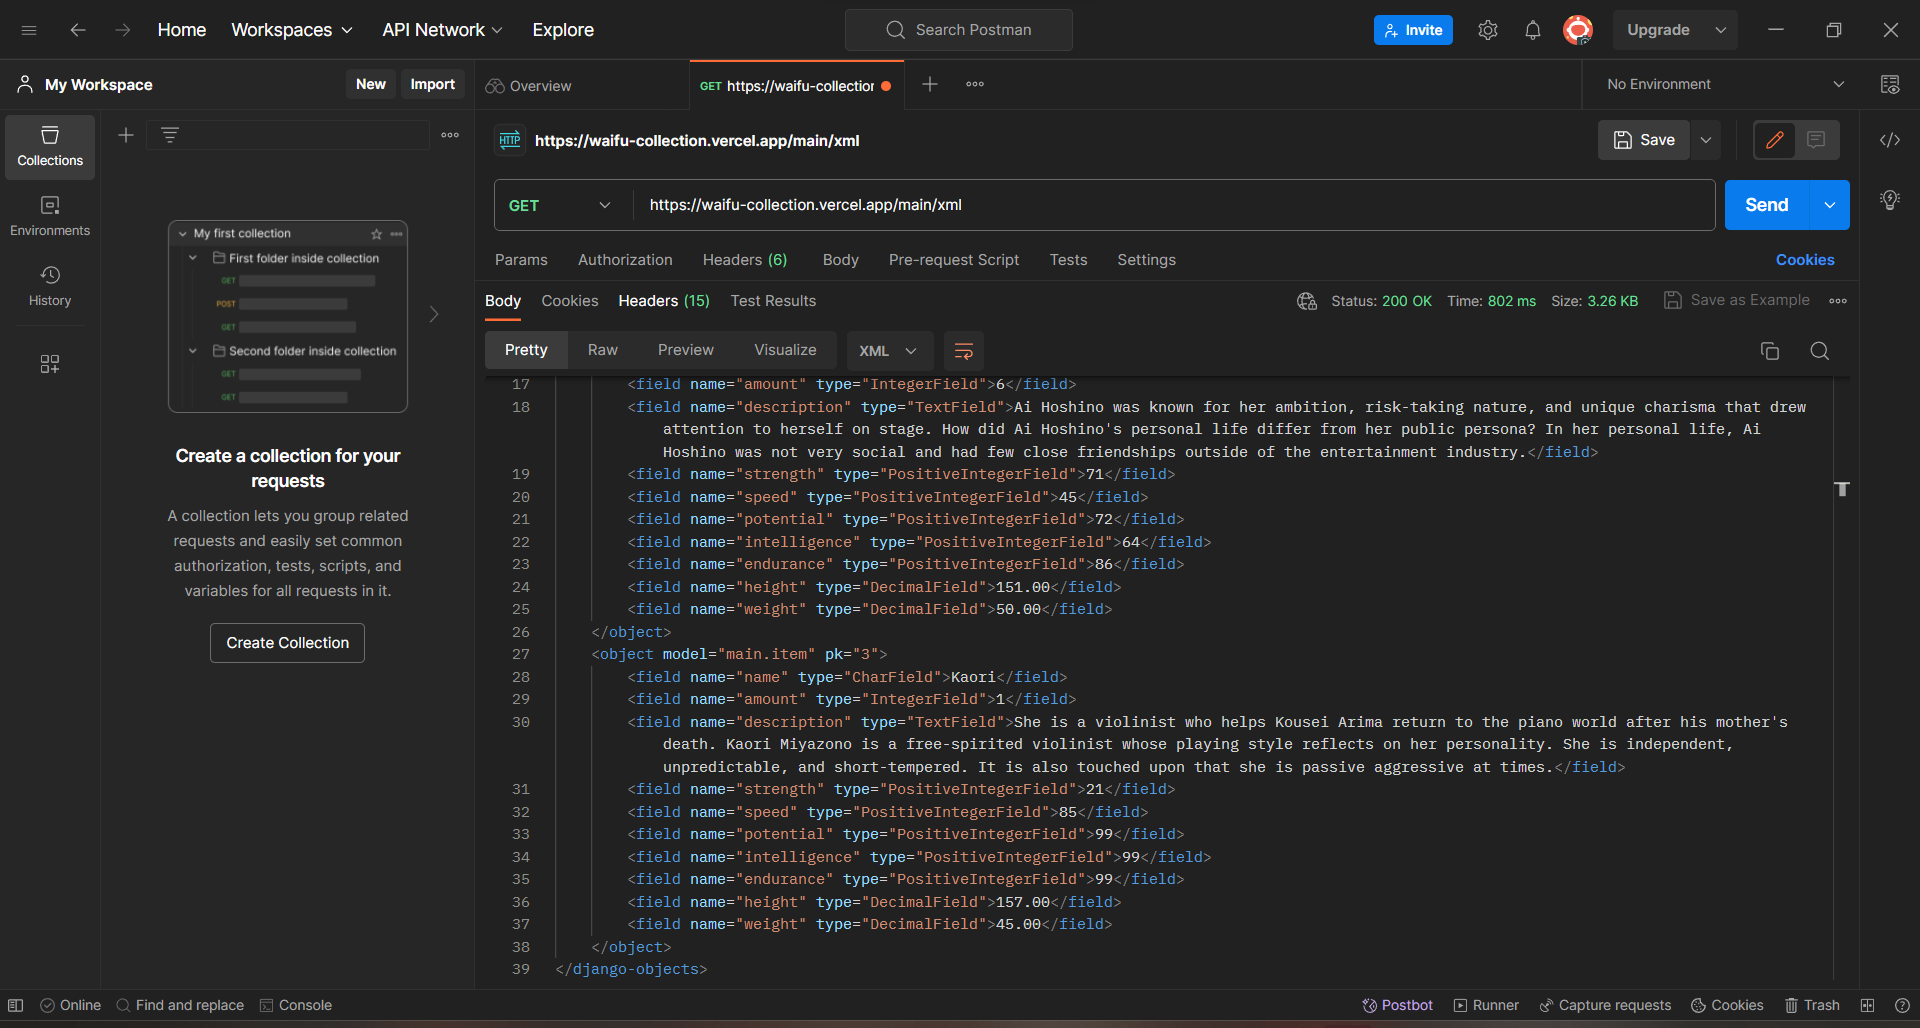 Home Workspaces API Network Explore Search Postman Invite Upgrade
My Workspace New Import Overview GET https://waifu-collection No Environment
Collections
Environments
History
My first collection
First folder inside collection
GET
POST
GET
Second folder inside collection
GET
GET
Create a collection for your
requests
A collection lets you group related
requests and easily set common
authorization, tests, scripts, and
variables for all requests in it.
Create Collection
HTTP https://waifu-collection.vercel.app/main/xml Save
GET https://waifu-collection.vercel.app/main/xml Send
Params Authorization Headers (6) Body Pre-request Script Tests Settings Cookies
Body Cookies Headers (15) Test Results Status: 200 OK Time: 802 ms Size: 3.26 KB Save as Example
Pretty Raw Preview Visualize XML
17 <field name="amount" type="IntegerField">6</field>
18 <field name="description" type="TextField">Ai Hoshino was known for her ambition, risk-taking nature, and unique charisma that drew
attention to herself on stage. How did Ai Hoshino's personal life differ from her public persona? In her personal life, Ai
Hoshino was not very social and had few close friendships outside of the entertainment industry.</field>
19 <field name="strength" type="PositiveIntegerField">71</field>
20 <field name="speed" type="PositiveIntegerField">45</field>
21 <field name="potential" type="PositiveIntegerField">72</field>
22 <field name="intelligence" type="PositiveIntegerField">64</field>
23 <field name="endurance" type="PositiveIntegerField">86</field>
24 <field name="height" type="DecimalField">151.00</field>
25 <field name="weight" type="DecimalField">50.00</field>
26 </object>
27 <object model="main.item" pk="3">
28 <field name="name" type="CharField">Kaori</field>
29 <field name="amount" type="IntegerField">1</field>
30 <field name="description" type="TextField">She is a violinist who helps Kousei Arima return to the piano world after his mother's
death. Kaori Miyazono is a free-spirited violinist whose playing style reflects on her personality. She is independent,
unpredictable, and short-tempered. It is also touched upon that she is passive aggressive at times.</field>
31 <field name="strength" type="PositiveIntegerField">21</field>
32 <field name="speed" type="PositiveIntegerField">85</field>
33 <field name="potential" type="PositiveIntegerField">99</field>
34 <field name="intelligence" type="PositiveIntegerField">99</field>
35 <field name="endurance" type="PositiveIntegerField">99</field>
36 <field name="height" type="DecimalField">157.00</field>
37 <field name="weight" type="DecimalField">45.00</field>
38 </object>
39 </django-objects>
Online Find and replace Console Postbot Runner Capture requests Cookies Trash